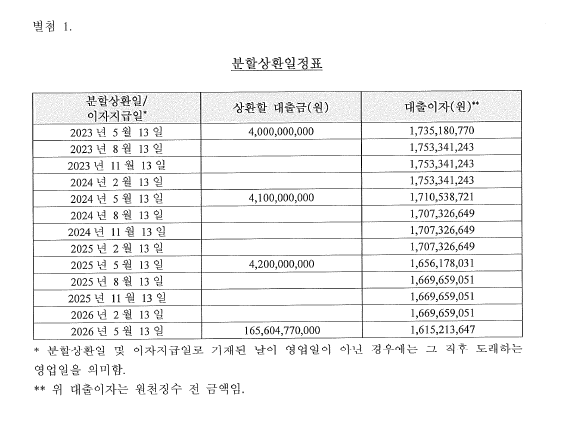 별첨 1.
분할상환일정표
분할상환일/
이자지급일* 상환할 대출금(원) 대출이자(원)**
2023 년 5 월 13 일 4,000,000,000 1,735,180,770
2023 년 8 월 13 일 1,753,341,243
2023 년 11 월 13 일 1,753,341,243
2024 년 2 월 13 일 1,753,341,243
2024 년 5 월 13 일 4,100,000,000 1,710,538,721
2024 년 8 월 13 일 1,707,326,649
2024 년 11 월 13 일 1,707,326,649
2025 년 2 월 13 일 1,707,326,649
2025 년 5 월 13 일 4,200,000,000 1,656,178,031
2025 년 8 월 13 일 1,669,659,051
2025 년 11 월 13 일 1,669,659,051
2026 년 2 월 13 일 1,669,659,051
2026 년 5 월 13 일 165,604,770,000 1,615,213,647
* 분할상환일 및 이자지급일로 기재된 날이 영업일이 아닌 경우에는 그 직후 도래하는
영업일을 의미함.
** 위 대출이자는 원천징수 전 금액임.